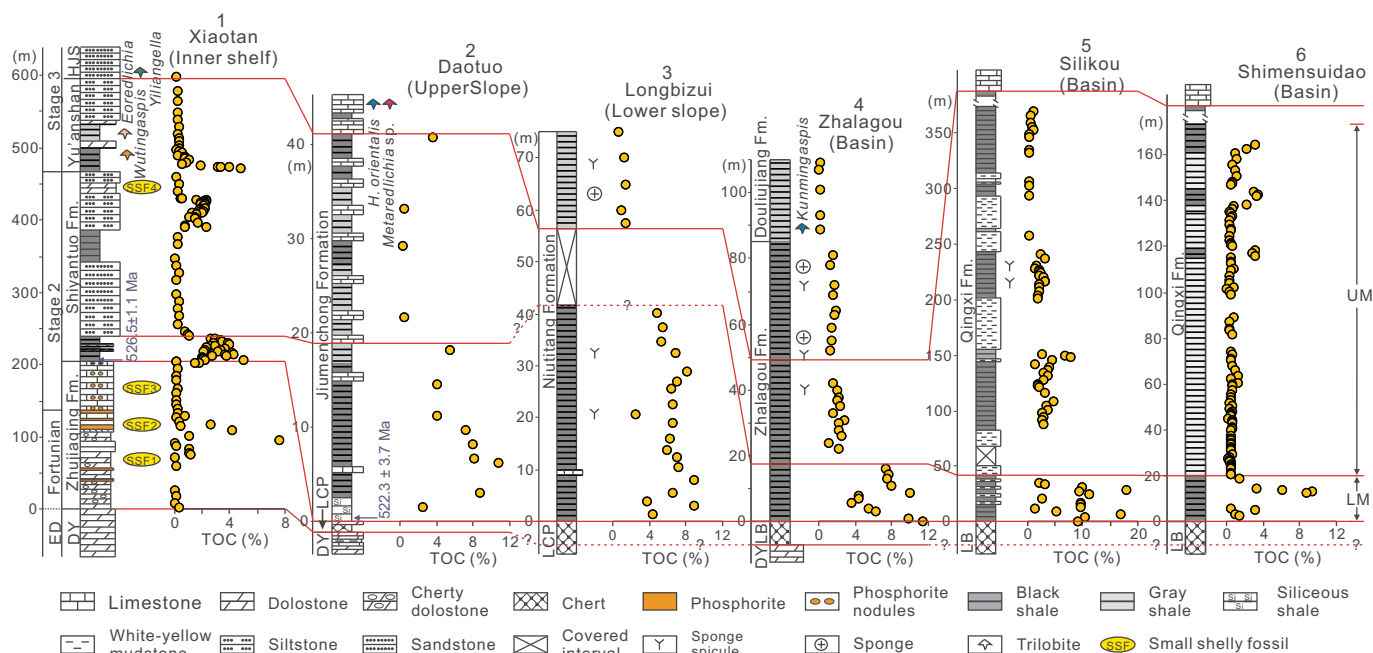 1
Xiaotan
(Inner shelf)
2
Daotuo
(UpperSlope)
3
Longbizui
(Lower slope)
4
Zhalagou
(Basin)
5
Silikou
(Basin)
6
Shimensuidao
(Basin)
(m)
600
500
400
300
200
100
0
ED
Fortunian
Stage 2
Stage 3
DY
Zhujiaqing Fm.
Shiyantuo Fm.
Yu'anshan
HJS
Wutingaspis
Eoredlichia
Yiliangella
SSF4
SSF3
SSF2
SSF1
526.5±1.1 Ma
0 4 8
TOC (%)
40
(m)
30
20
10
0
DY
LCP
Jiumenchong Formation
H. orientalis
Metaredlichia sp.
522.3 ± 3.7 Ma
0 4 8 12
TOC (%)
?
?
(m)
70
60
50
40
30
20
10
0
LCP
Niutitang Formation
?
0 4 8 12
TOC (%)
?
(m)
100
80
60
40
20
0
DY
LB
Zhalagou Fm.
Doulujiang Fm.
Kunmingaspis
0 4 8 12
TOC (%)
(m)
350
300
250
200
150
100
50
0
LB
Qingxi Fm.
?
0 10 20
TOC (%)
(m)
160
140
120
100
80
60
40
20
0
LB
Qingxi Fm.
?
0 4 8 12
TOC (%)
?
UM
LM
Limestone
Dolostone
Cherty
dolostone
Chert
Phosphorite
Phosphorite
nodules
Black
shale
Gray
shale
Si Si
Si
Siliceous
shale
White-yellow
mudstone
Siltstone
Sandstone
Covered
interval
Sponge
spicule
Sponge
Trilobite
SSF
Small shelly fossil